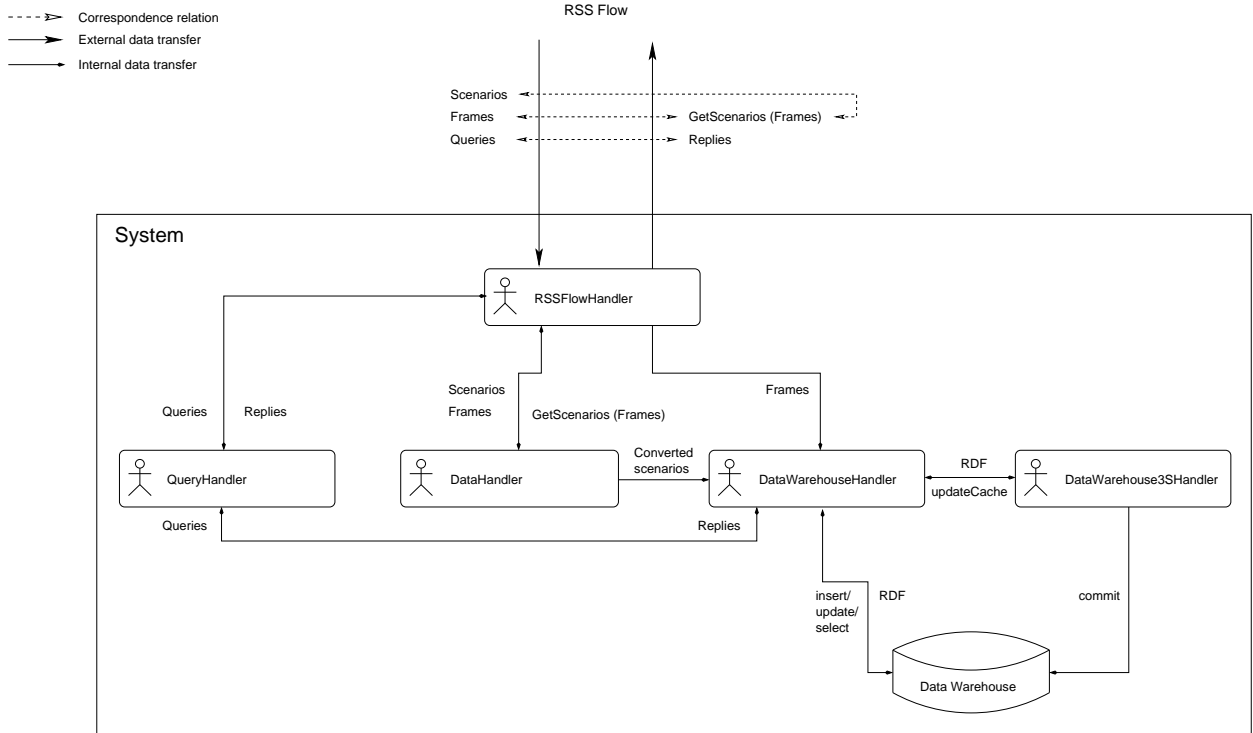 Correspondence relation
External data transfer
Internal data transfer
RSS Flow
Scenarios
Frames
GetScenarios (Frames)
Queries
Replies
System
RSSFlowHandler
Scenarios
Frames
GetScenarios (Frames)
Frames
Queries
Replies
QueryHandler
DataHandler
Converted
scenarios
DataWarehouseHandler
RDF
updateCache
DataWarehouse3SHandler
Queries
Replies
insert/
update/
select
RDF
commit
Data Warehouse